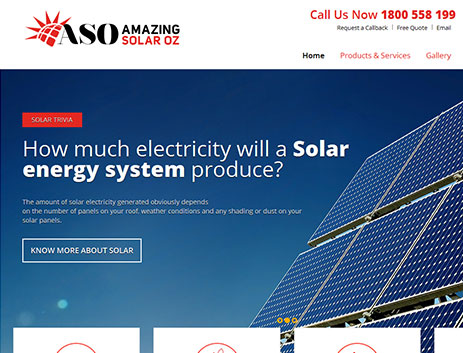 ASO AMAZING
SOLAR OZ
Call Us Now 1800 558 199
Request a Callback | Free Quote | Email
Home Products & Services Gallery
SOLAR TRIVIA
How much electricity will a Solar
energy system produce?
The amount of solar electricity generated obviously depends
on the number of panels on your roof, weather conditions and any shading or dust on your
solar panels.
KNOW MORE ABOUT SOLAR